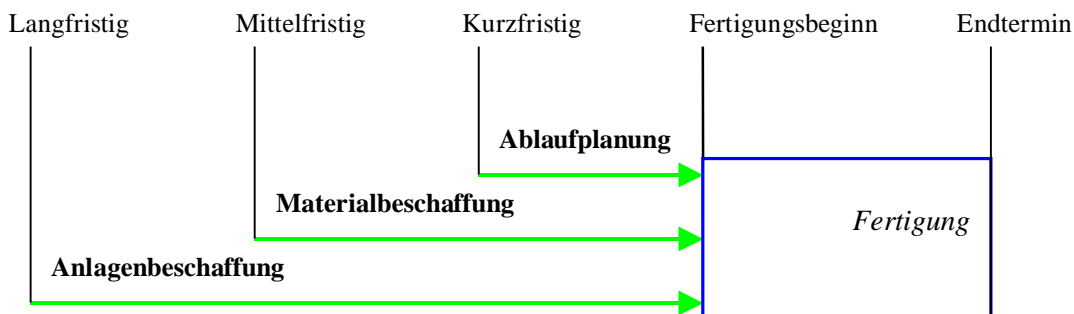 Langfristig Mittelfristig Kurzfristig Fertigungsbeginn Endtermin
Ablaufplanung
Materialbeschaffung
Fertigung
Anlagenbeschaffung